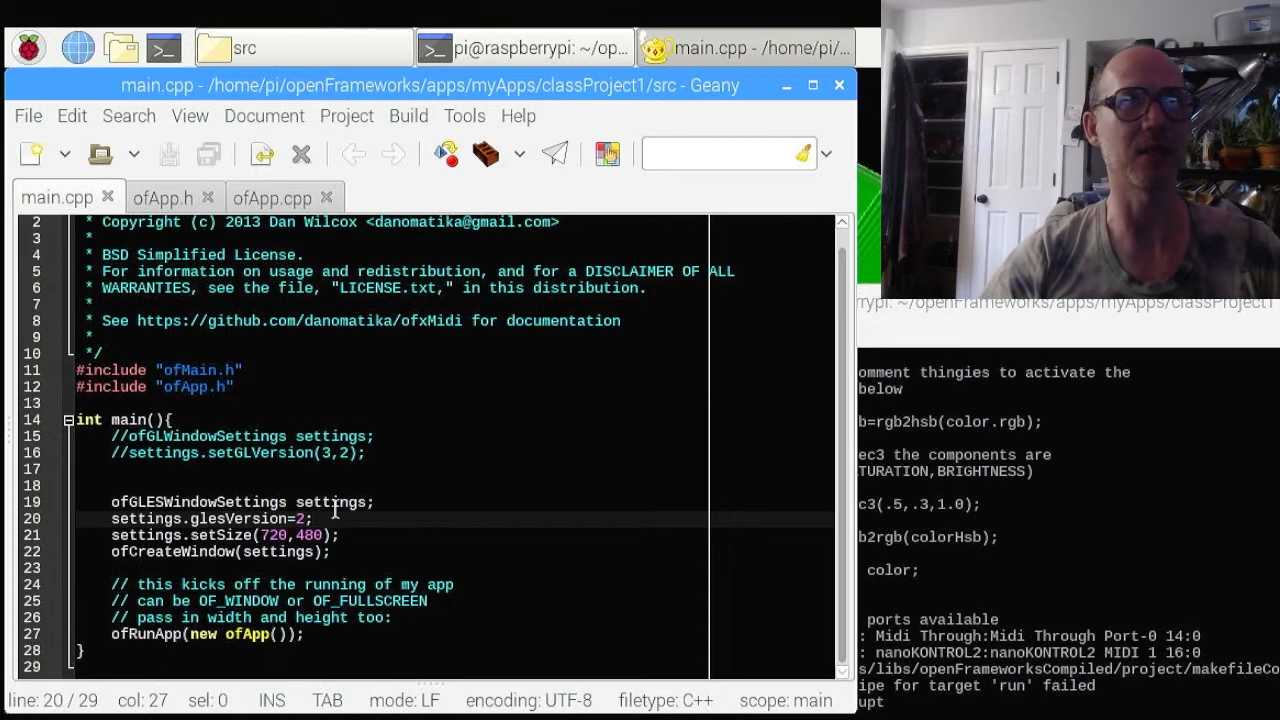 src
pi@raspberrypi: ~/op...
main.cpp - /home/pi/...
main.cpp - /home/pi/openFrameworks/apps/myApps/classProject1/src - Geany
File Edit Search View Document Project Build Tools Help
main.cpp ofApp.h ofApp.cpp
2 * Copyright (c) 2013 Dan Wilcox <danomatika@gmail.com>
3 *
4 * BSD Simplified License.
5 * For information on usage and redistribution, and for a DISCLAIMER OF ALL
6 * WARRANTIES, see the file, "LICENSE.txt," in this distribution.
7 *
8 * See https://github.com/danomatika/ofxMidi for documentation
9 *
10 */
11 #include "ofMain.h"
12 #include "ofApp.h"
13
14 int main(){
15 //ofGLWindowSettings settings;
16 //settings.setGLVersion(3,2);
17
18
19 ofGLESWindowSettings settings;
20 settings.glesVersion=2;
21 settings.setSize(720,480);
22 ofCreateWindow(settings);
23
24 // this kicks off the running of my app
25 // can be OF_WINDOW or OF_FULLSCREEN
26 // pass in width and height too:
27 ofRunApp(new ofApp());
28 }
29
line: 20 / 29 col: 27 sel: 0 INS TAB mode: LF encoding: UTF-8 filetype: C++ scope: main
rrypi: ~/openFrameworks/apps/myApps/classProject1
omment thingies to activate the
below
b=rgb2hsb(color.rgb);
ec3 the components are
TURATION,BRIGHTNESS)
c3(.5,.3,1.0);
b2rgb(colorHsb);
color;
ports available
: Midi Through:Midi Through Port-0 14:0
: nanoKONTROL2:nanoKONTROL2 MIDI 1 16:0
s/libs/openFrameworksCompiled/project/makefileCo
ipe for target 'run' failed
upt